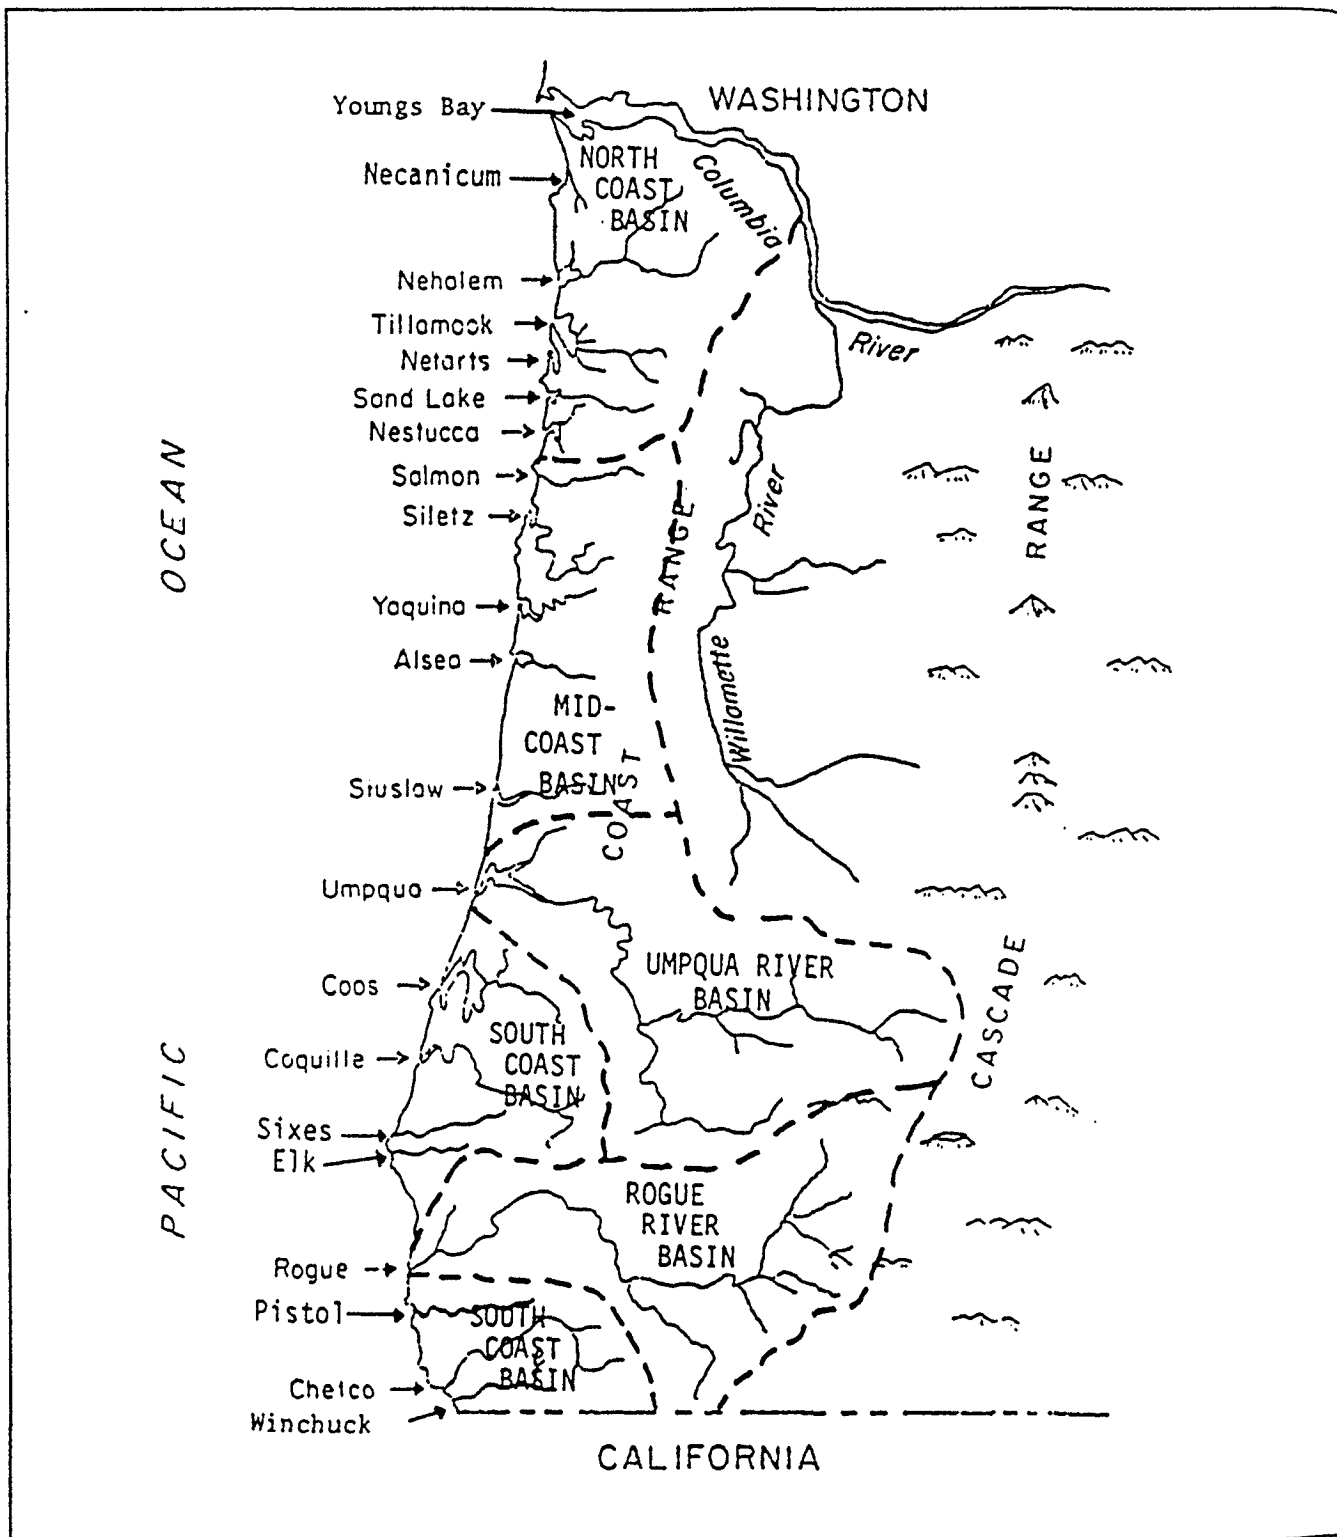 WASHINGTON
Youngs Bay
NORTH
COAST
BASIN
Columbia
River
Necanicum
Nehalem
Tillamook
Netarts
Sand Lake
Nestucca
Salmon
Siletz
Yaquina
Alsea
Siuslaw
Umpqua
Coos
Coquille
Sixes
Elk
Rogue
Pistol
Chetco
Winchuck
PACIFIC
OCEAN
COAST
RANGE
Willamette
River
CASCADE
RANGE
MID-
COAST
BASIN
UMPQUA RIVER
BASIN
SOUTH
COAST
BASIN
ROGUE
RIVER
BASIN
SOUTH
COAST
BASIN
CALIFORNIA